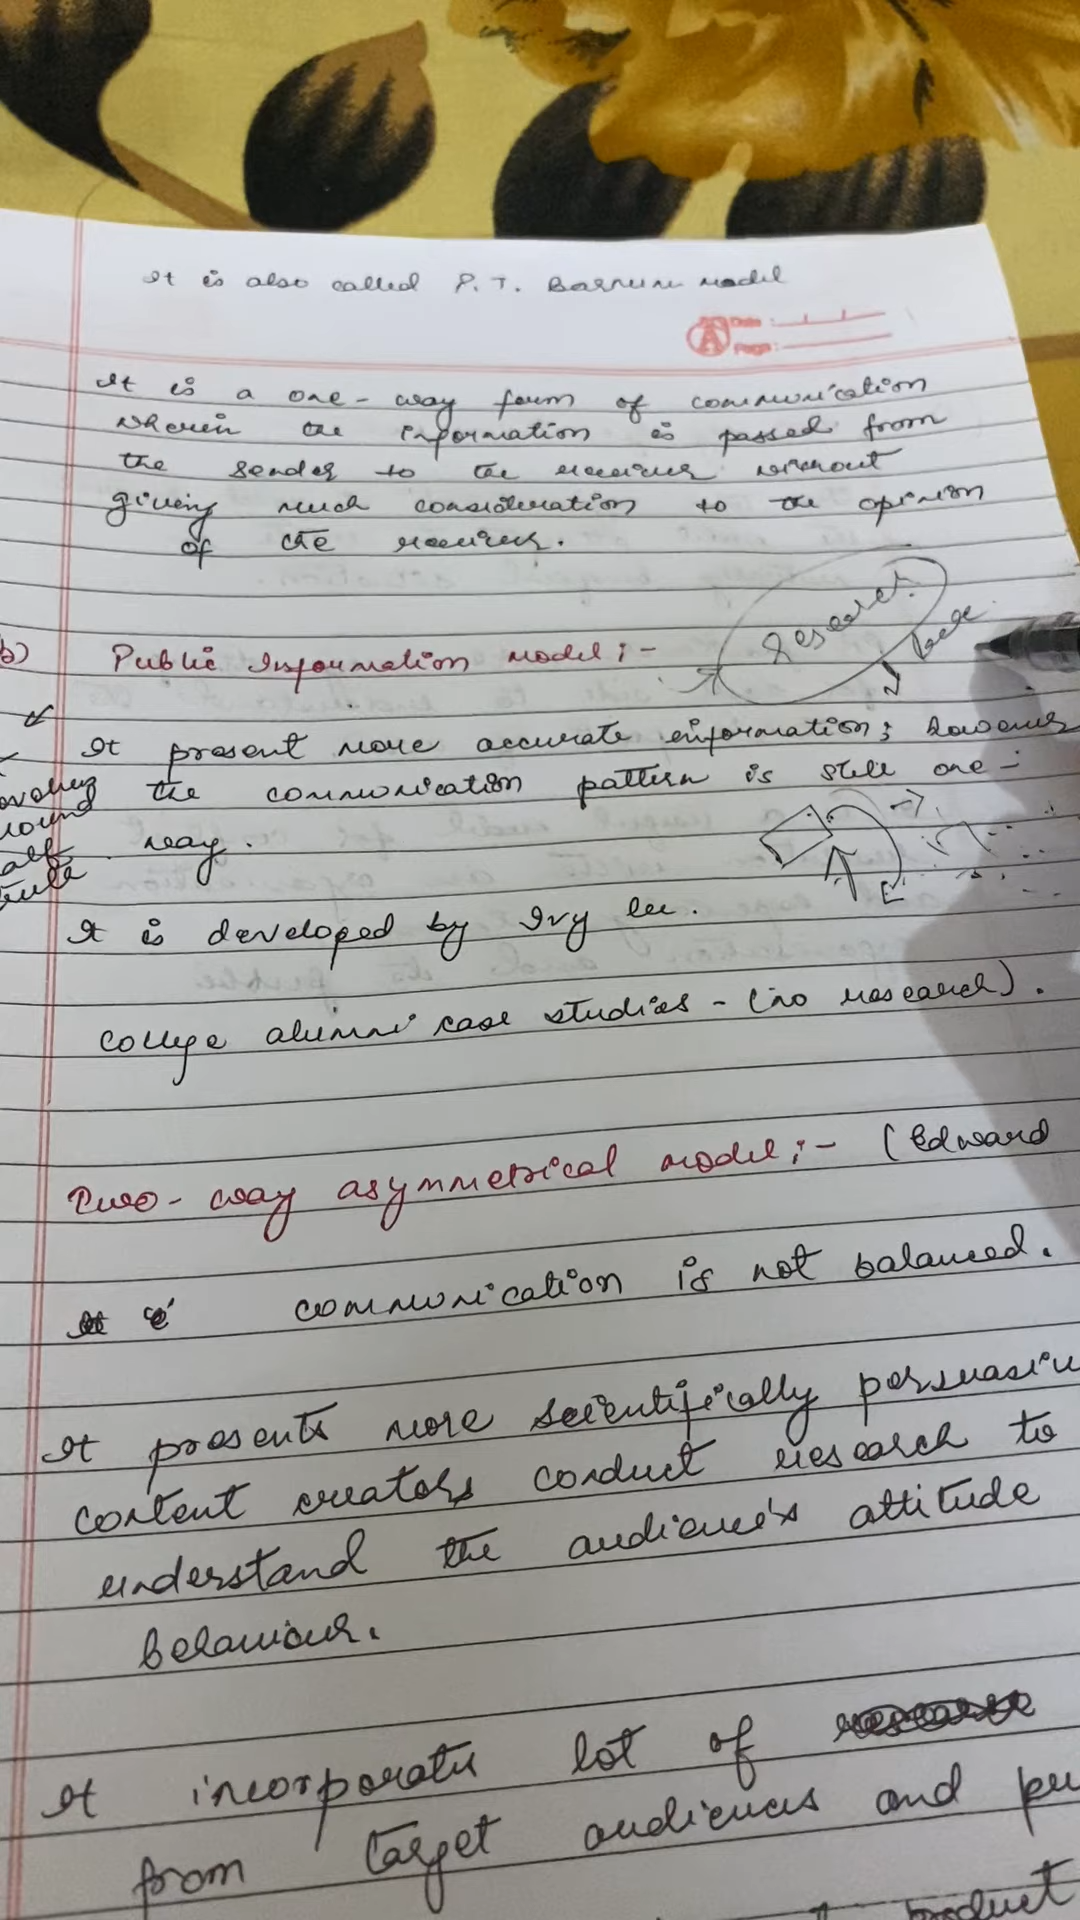 It is also called P. T. Barnum model
Date :
Page :
It is a one-way form of communication
wherein the information is passed from
the sender to the receiver without
giving much consideration to the opinion
of the receiver.
Research
b) Public Information model :-
It present more accurate information ; however
the communication pattern is still one-
way.
It is developed by Ivy lee.
College alumni case studies - (no research).
Two-way asymmetrical model :- (Edward
communication is not balanced.
It presents more scientifically persuasiv
content creators conduct research to
understand the audience's attitude
behaviour.
It incorporate lot of
from target audiences and
product